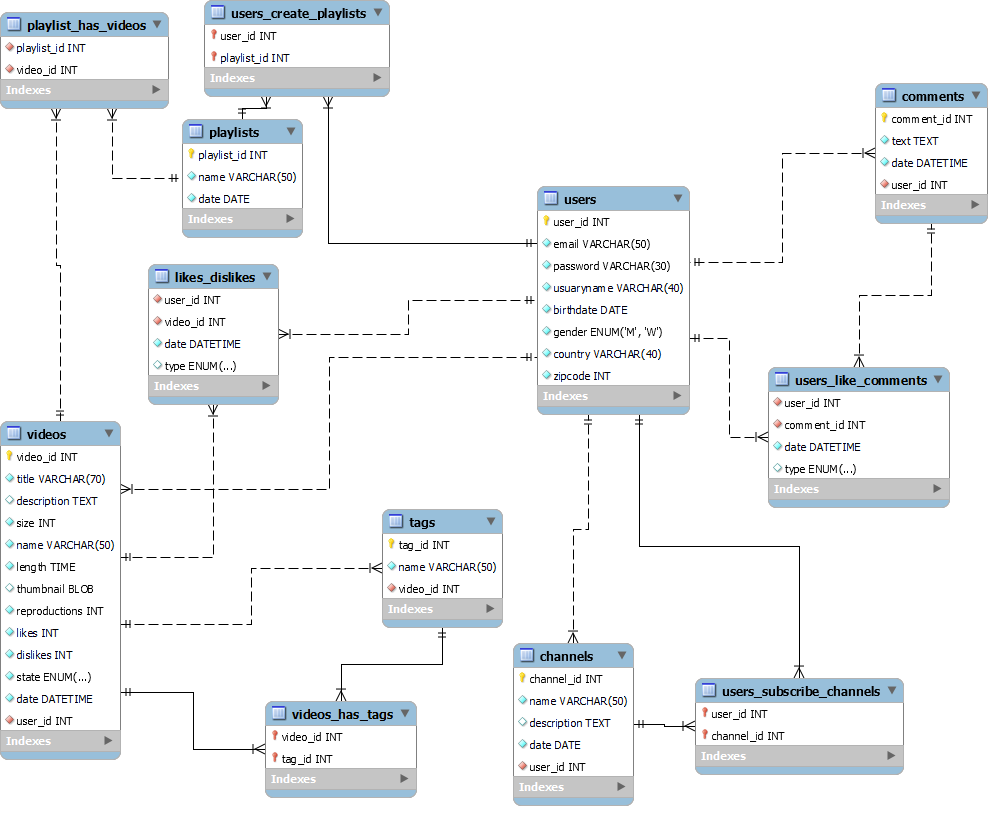 playlist_has_videos
playlist_id INT
video_id INT
Indexes
users_create_playlists
user_id INT
playlist_id INT
Indexes
playlists
playlist_id INT
name VARCHAR(50)
date DATE
Indexes
comments
comment_id INT
text TEXT
date DATETIME
user_id INT
Indexes
users
user_id INT
email VARCHAR(50)
password VARCHAR(30)
usuaryname VARCHAR(40)
birthdate DATE
gender ENUM('M', 'W')
country VARCHAR(40)
zipcode INT
Indexes
likes_dislikes
user_id INT
video_id INT
date DATETIME
type ENUM(...)
Indexes
users_like_comments
user_id INT
comment_id INT
date DATETIME
type ENUM(...)
Indexes
videos
video_id INT
title VARCHAR(70)
description TEXT
size INT
name VARCHAR(50)
length TIME
thumbnail BLOB
reproductions INT
likes INT
dislikes INT
state ENUM(...)
date DATETIME
user_id INT
Indexes
tags
tag_id INT
name VARCHAR(50)
video_id INT
Indexes
videos_has_tags
video_id INT
tag_id INT
Indexes
channels
channel_id INT
name VARCHAR(50)
description TEXT
date DATE
user_id INT
Indexes
users_subscribe_channels
user_id INT
channel_id INT
Indexes